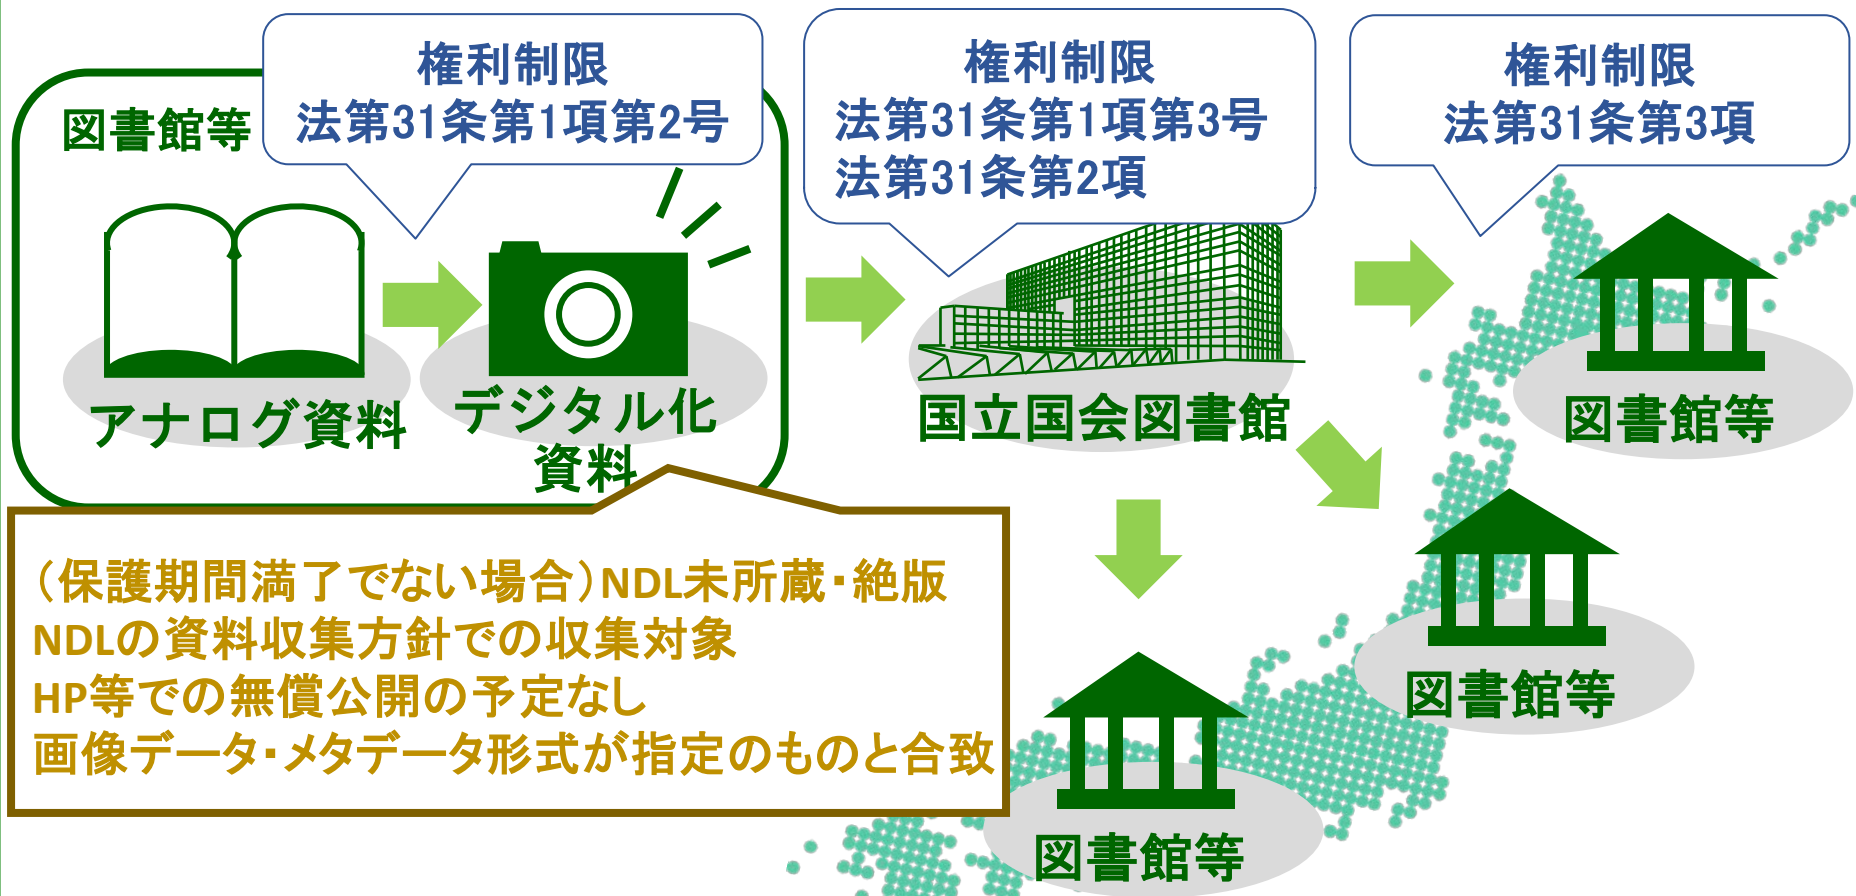 権利制限
法第31条第1項第2号
権利制限
法第31条第1項第3号
法第31条第2項
権利制限
法第31条第3項
図書館等
アナログ資料
デジタル化
資料
国立国会図書館
図書館等
図書館等
図書館等
（保護期間満了でない場合）NDL未所蔵・絶版
NDLの資料収集方針での収集対象
HP等での無償公開の予定なし
画像データ・メタデータ形式が指定のものと合致